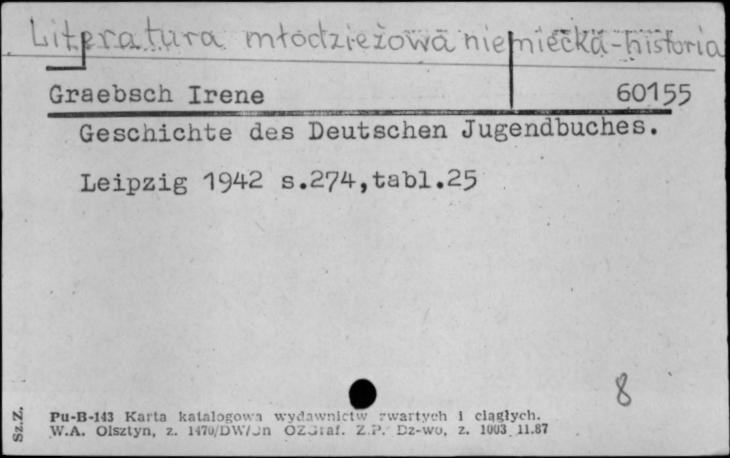 Literatura młodzieżowa niemiecka-historia
Graebsch Irene 60155
Geschichte des Deutschen Jugendbuches.
Leipzig 1942 s.274,tabl.25
8
Sz.Z.
Pu-B-143 Karta katalogowa wydawnictw zwartych i ciągłych.
W.A. Olsztyn, z. 1470/DW/Jn OZGraf. Z.P. Dz-wo, z. 1003 11.87